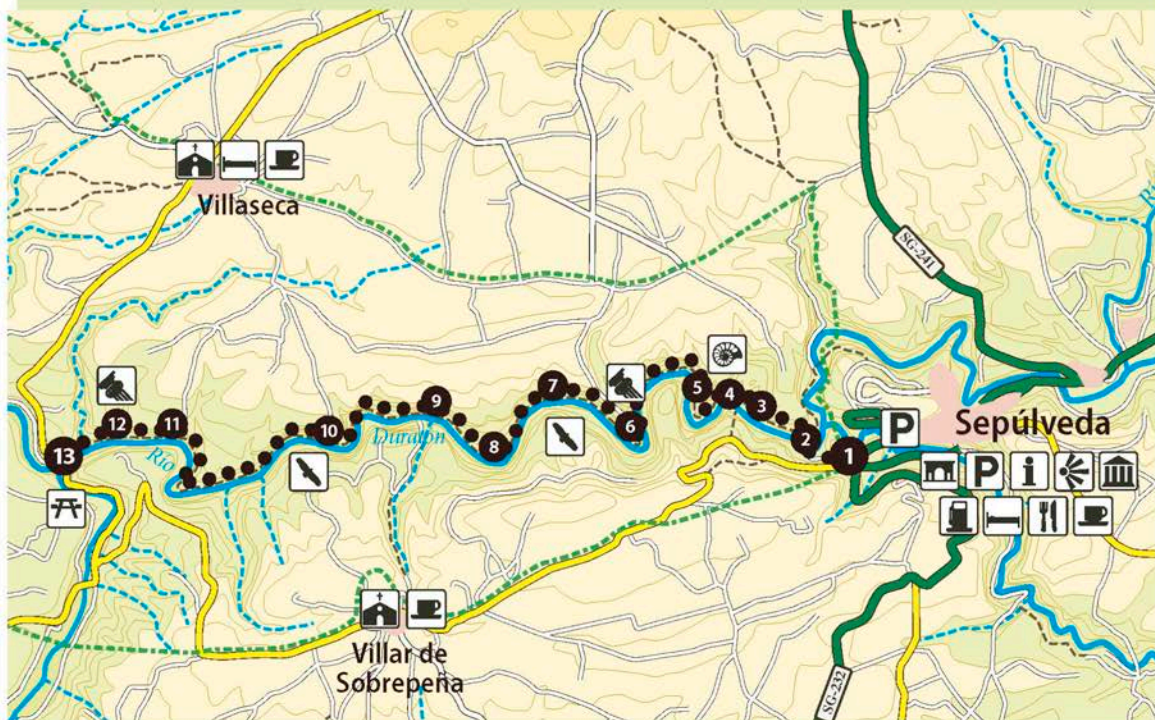 SG-241
Villaseca
7
5
4
3
12
11
9
6
2
1
P
Sepúlveda
10
8
Duratón
13
Río
P
i
Villar de
Sobrepeña
SG-232